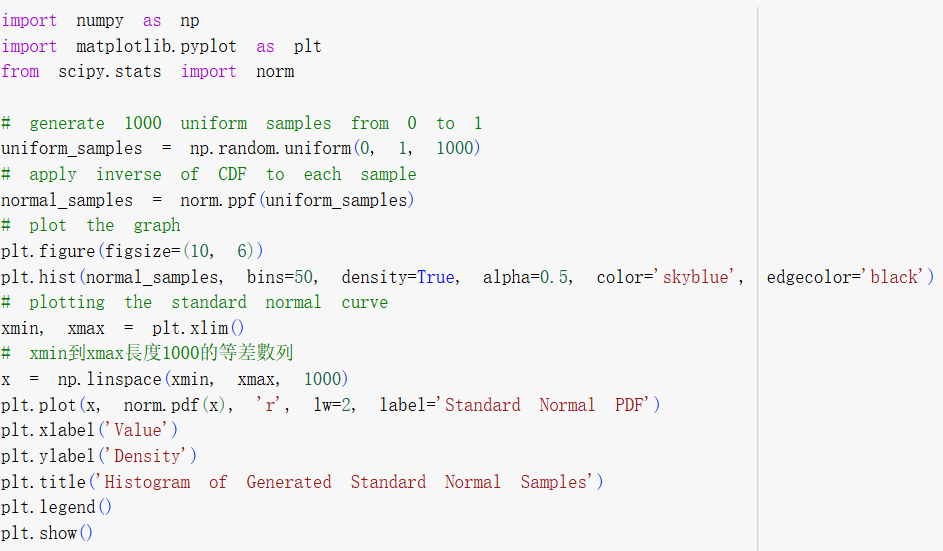 import numpy as np
import matplotlib.pyplot as plt
from scipy.stats import norm
# generate 1000 uniform samples from 0 to 1
uniform_samples = np.random.uniform(0, 1, 1000)
# apply inverse of CDF to each sample
normal_samples = norm.ppf(uniform_samples)
# plot the graph
plt.figure(figsize=(10, 6))
plt.hist(normal_samples, bins=50, density=True, alpha=0.5, color='skyblue', edgecolor='black')
# plotting the standard normal curve
xmin, xmax = plt.xlim()
# xmin到xmax長度1000的等差數列
x = np.linspace(xmin, xmax, 1000)
plt.plot(x, norm.pdf(x), 'r', lw=2, label='Standard Normal PDF')
plt.xlabel('Value')
plt.ylabel('Density')
plt.title('Histogram of Generated Standard Normal Samples')
plt.legend()
plt.show()